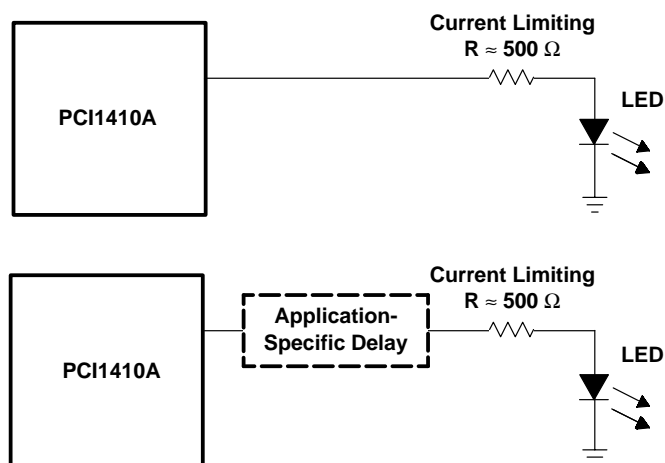 Current Limiting
R ≈ 500 Ω
PCI1410A
LED
Current Limiting
R ≈ 500 Ω
Application-
Specific Delay
PCI1410A
LED